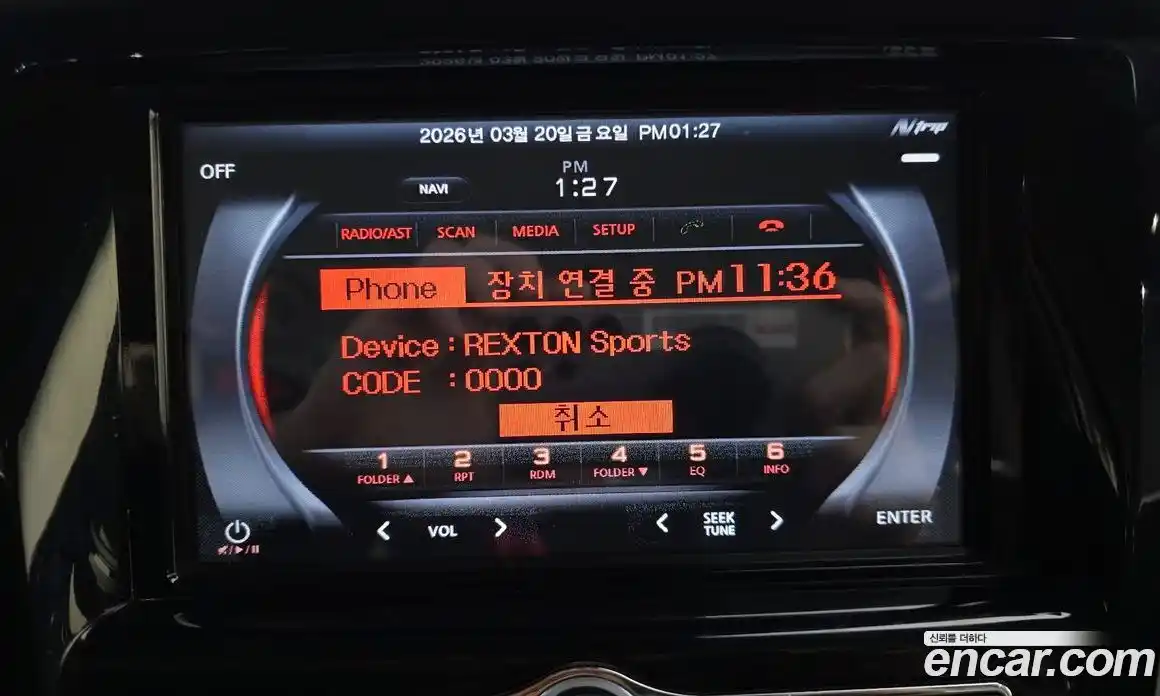 2026년 03월 20일금요일 PM01:27
Ntrip
OFF
NAVI
PM
1:27
RADIO/AST SCAN MEDIA SETUP
Phone 장치 연결 중 PM11:36
Device : REXTON Sports
CODE : 0000
취소
1 2 3 4 5 6
FOLDER▲ RPT RDM FOLDER▼ EQ INFO
< VOL > < SEEK TUNE > ENTER
신뢰를 더하다
encar.com